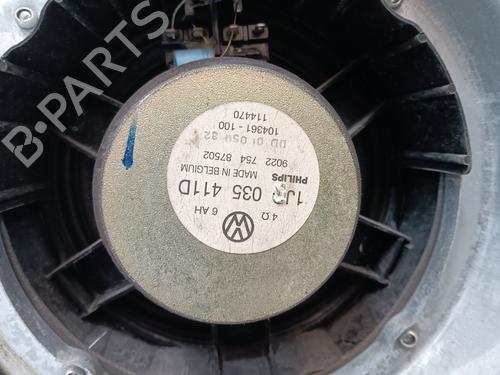 4 Ω 6 AH
1J 035 411D
PHILIPS MADE IN BELGIUM
9022 754 87502
DD 01 050 32
104361-100
114470
B-PARTS